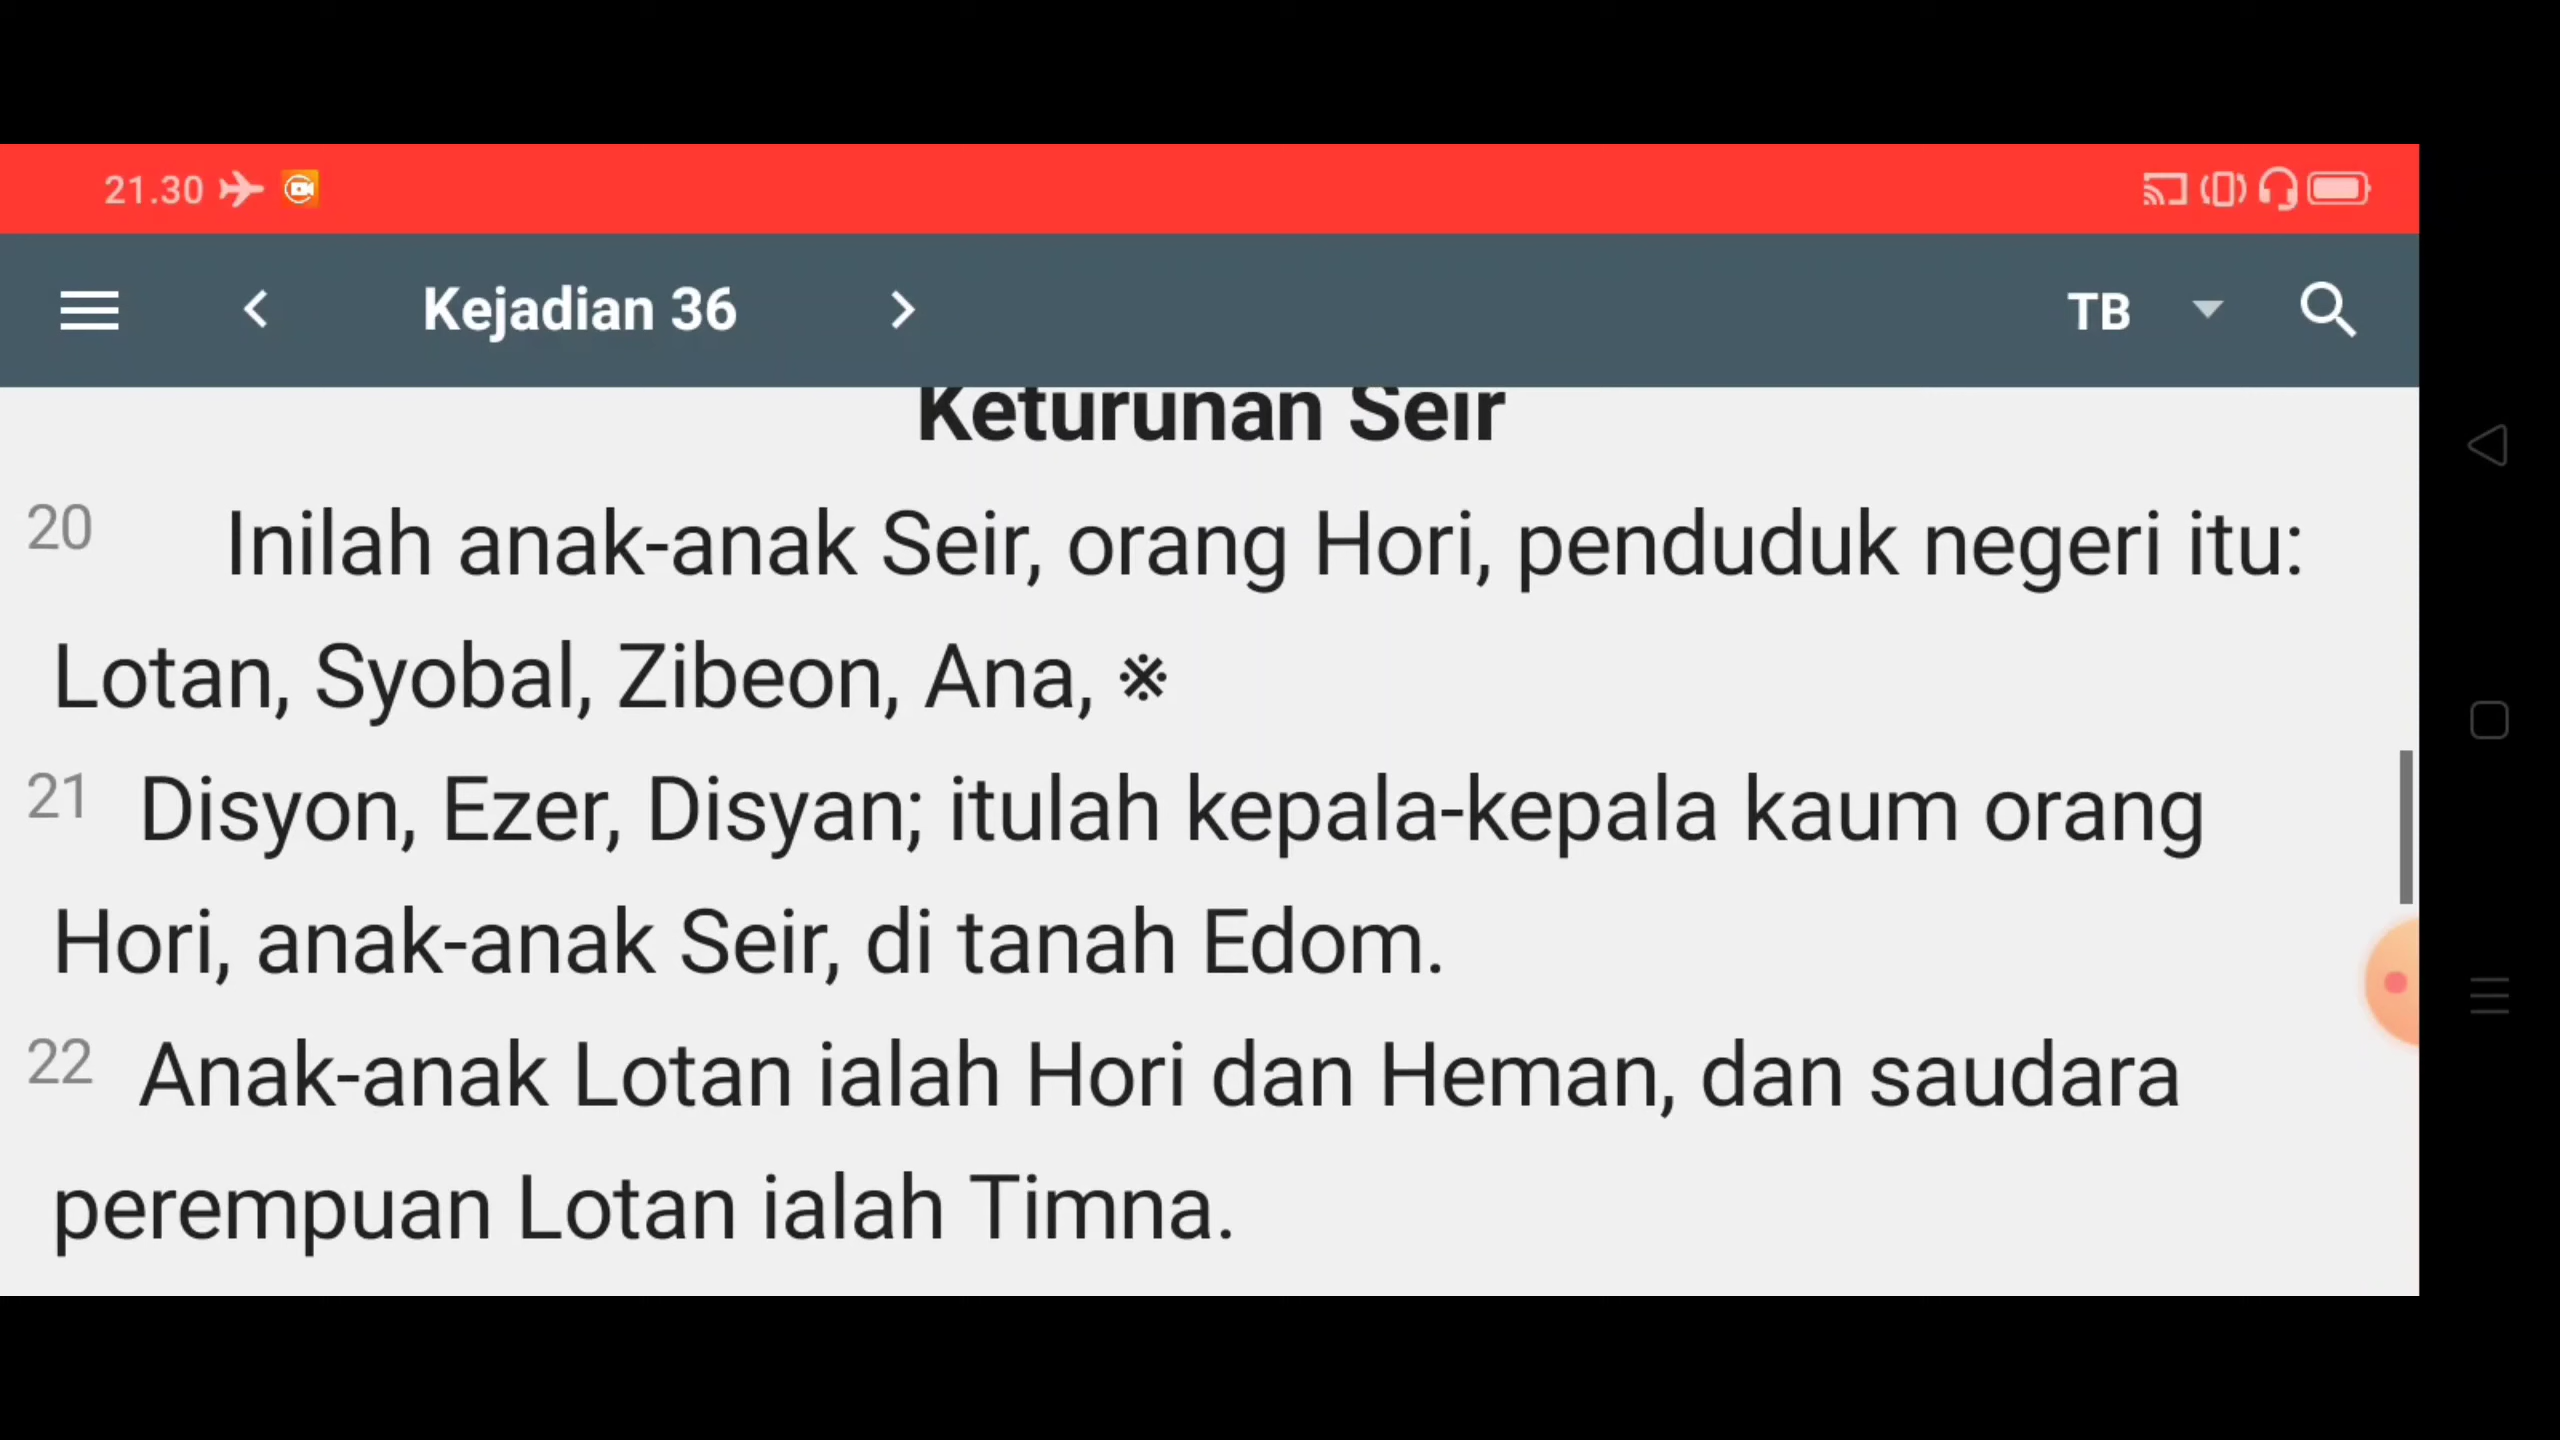 21.30
Kejadian 36
TB
Keturunan Seir
20 Inilah anak-anak Seir, orang Hori, penduduk negeri itu:
Lotan, Syobal, Zibeon, Ana, ※
21 Disyon, Ezer, Disyan; itulah kepala-kepala kaum orang
Hori, anak-anak Seir, di tanah Edom.
22 Anak-anak Lotan ialah Hori dan Heman, dan saudara
perempuan Lotan ialah Timna.